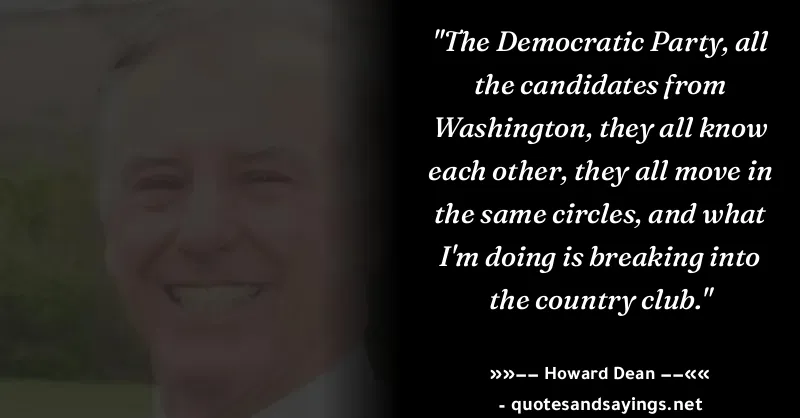 "The Democratic Party, all
the candidates from
Washington, they all know
each other, they all move in
the same circles, and what
I'm doing is breaking into
the country club."
»»—— Howard Dean ——««
- quotesandsayings.net